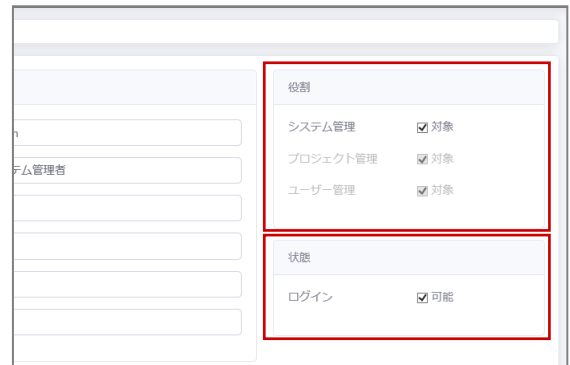 n
テム管理者
役割
システム管理 対象
プロジェクト管理 対象
ユーザー管理 対象
状態
ログイン 可能